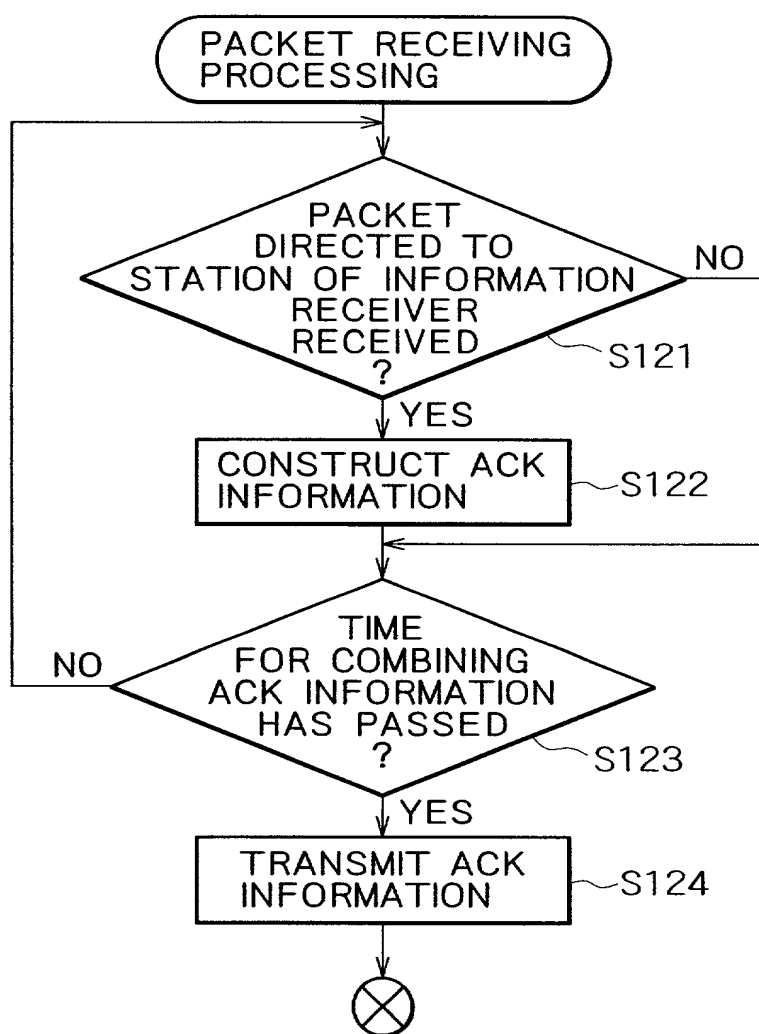 PACKET RECEIVING
PROCESSING
PACKET
DIRECTED TO
STATION OF INFORMATION
RECEIVER
RECEIVED
?
NO
S121
YES
CONSTRUCT ACK
INFORMATION
S122
TIME
FOR COMBINING
ACK INFORMATION
HAS PASSED
?
NO
S123
YES
TRANSMIT ACK
INFORMATION
S124